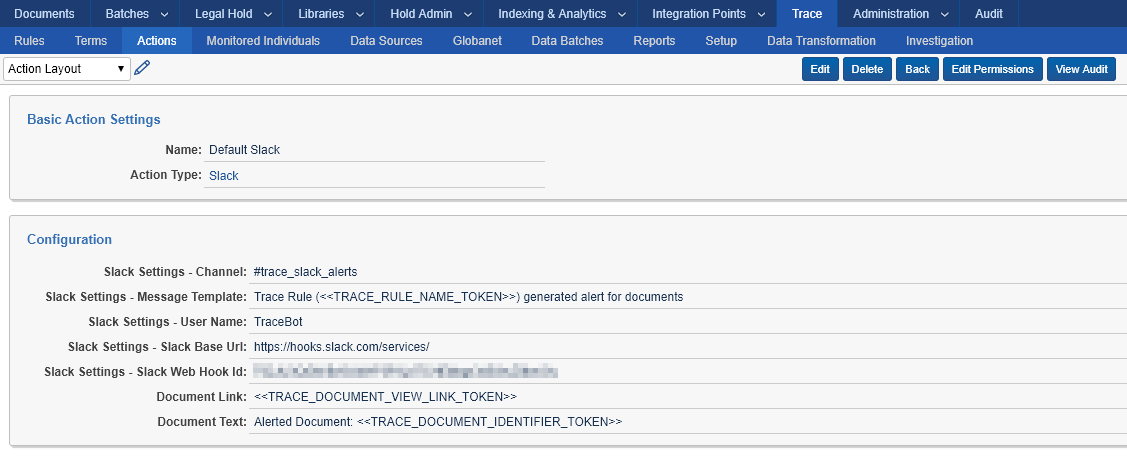 Documents Batches Legal Hold Libraries Hold Admin Indexing & Analytics Integration Points Trace Administration Audit
Rules Terms Actions Monitored Individuals Data Sources Globanet Data Batches Reports Setup Data Transformation Investigation
Action Layout Edit Delete Back Edit Permissions View Audit
Basic Action Settings
Name: Default Slack
Action Type: Slack
Configuration
Slack Settings - Channel: #trace_slack_alerts
Slack Settings - Message Template: Trace Rule (<<TRACE_RULE_NAME_TOKEN>>) generated alert for documents
Slack Settings - User Name: TraceBot
Slack Settings - Slack Base Url: https://hooks.slack.com/services/
Slack Settings - Slack Web Hook Id:
Document Link: <<TRACE_DOCUMENT_VIEW_LINK_TOKEN>>
Document Text: Alerted Document: <<TRACE_DOCUMENT_IDENTIFIER_TOKEN>>